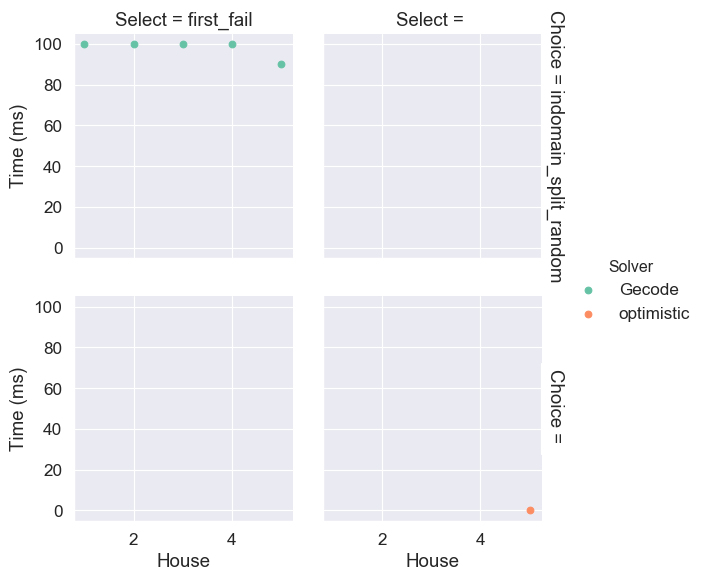 Select = first_fail
Select =
Choice = indomain_split_random
100
80
60
40
20
0
Time (ms)
Solver
Gecode
optimistic
100
80
60
40
20
0
Time (ms)
Choice =
2
4
2
4
House
House